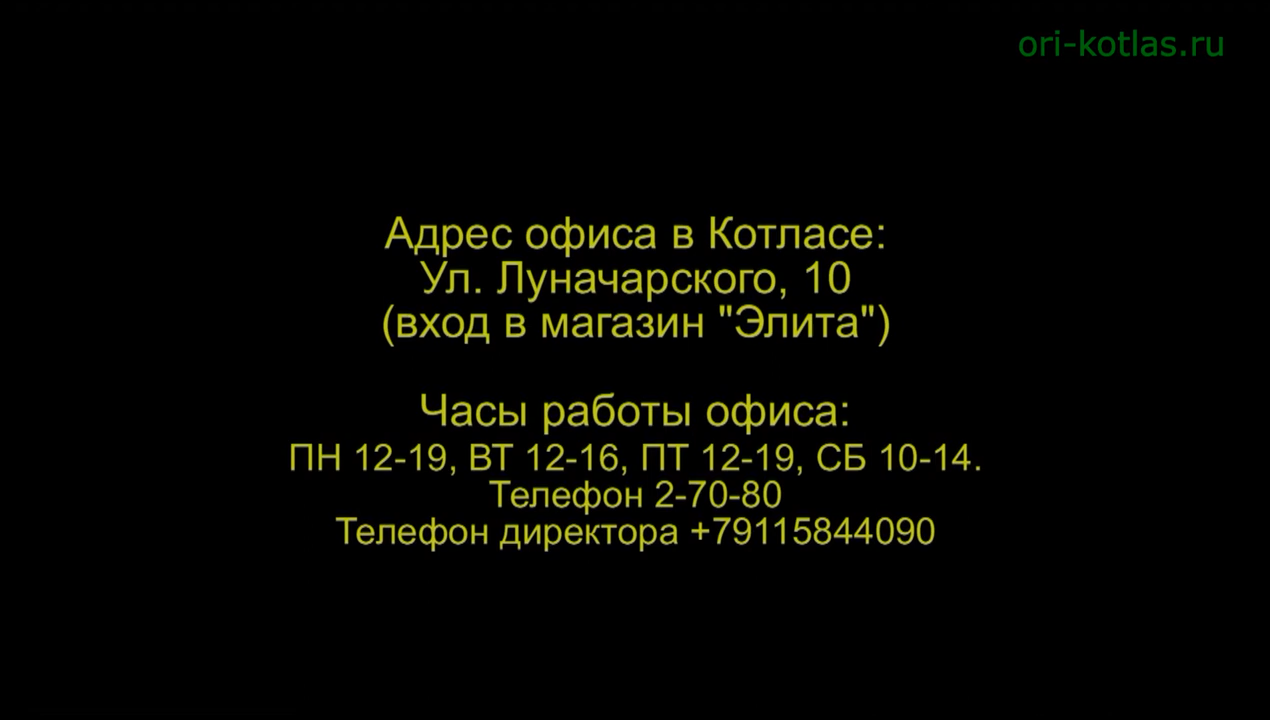 ori-kotlas.ru
Адрес офиса в Котласе:
Ул. Луначарского, 10
(вход в магазин "Элита")
Часы работы офиса:
ПН 12-19, ВТ 12-16, ПТ 12-19, СБ 10-14.
Телефон 2-70-80
Телефон директора +79115844090